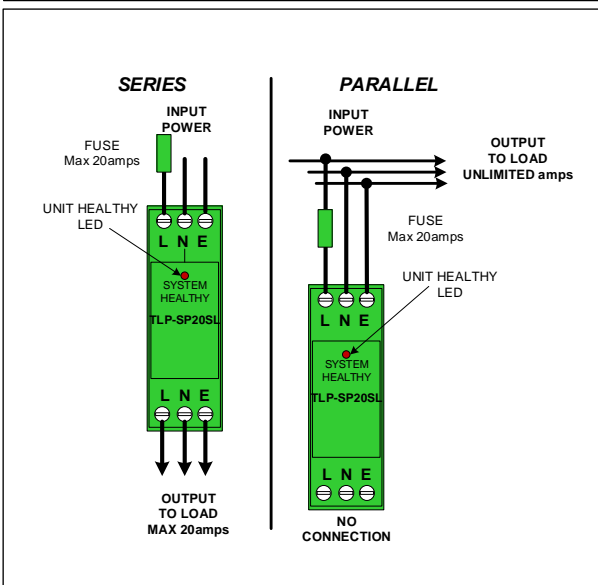 SERIES
INPUT
POWER
FUSE
Max 20amps
UNIT HEALTHY
LED
L N E
SYSTEM
HEALTHY
TLP-SP20SL
L N E
OUTPUT
TO LOAD
MAX 20amps
PARALLEL
INPUT
POWER
OUTPUT
TO LOAD
UNLIMITED amps
FUSE
Max 20amps
UNIT HEALTHY
LED
L N E
SYSTEM
HEALTHY
TLP-SP20SL
L N E
NO
CONNECTION